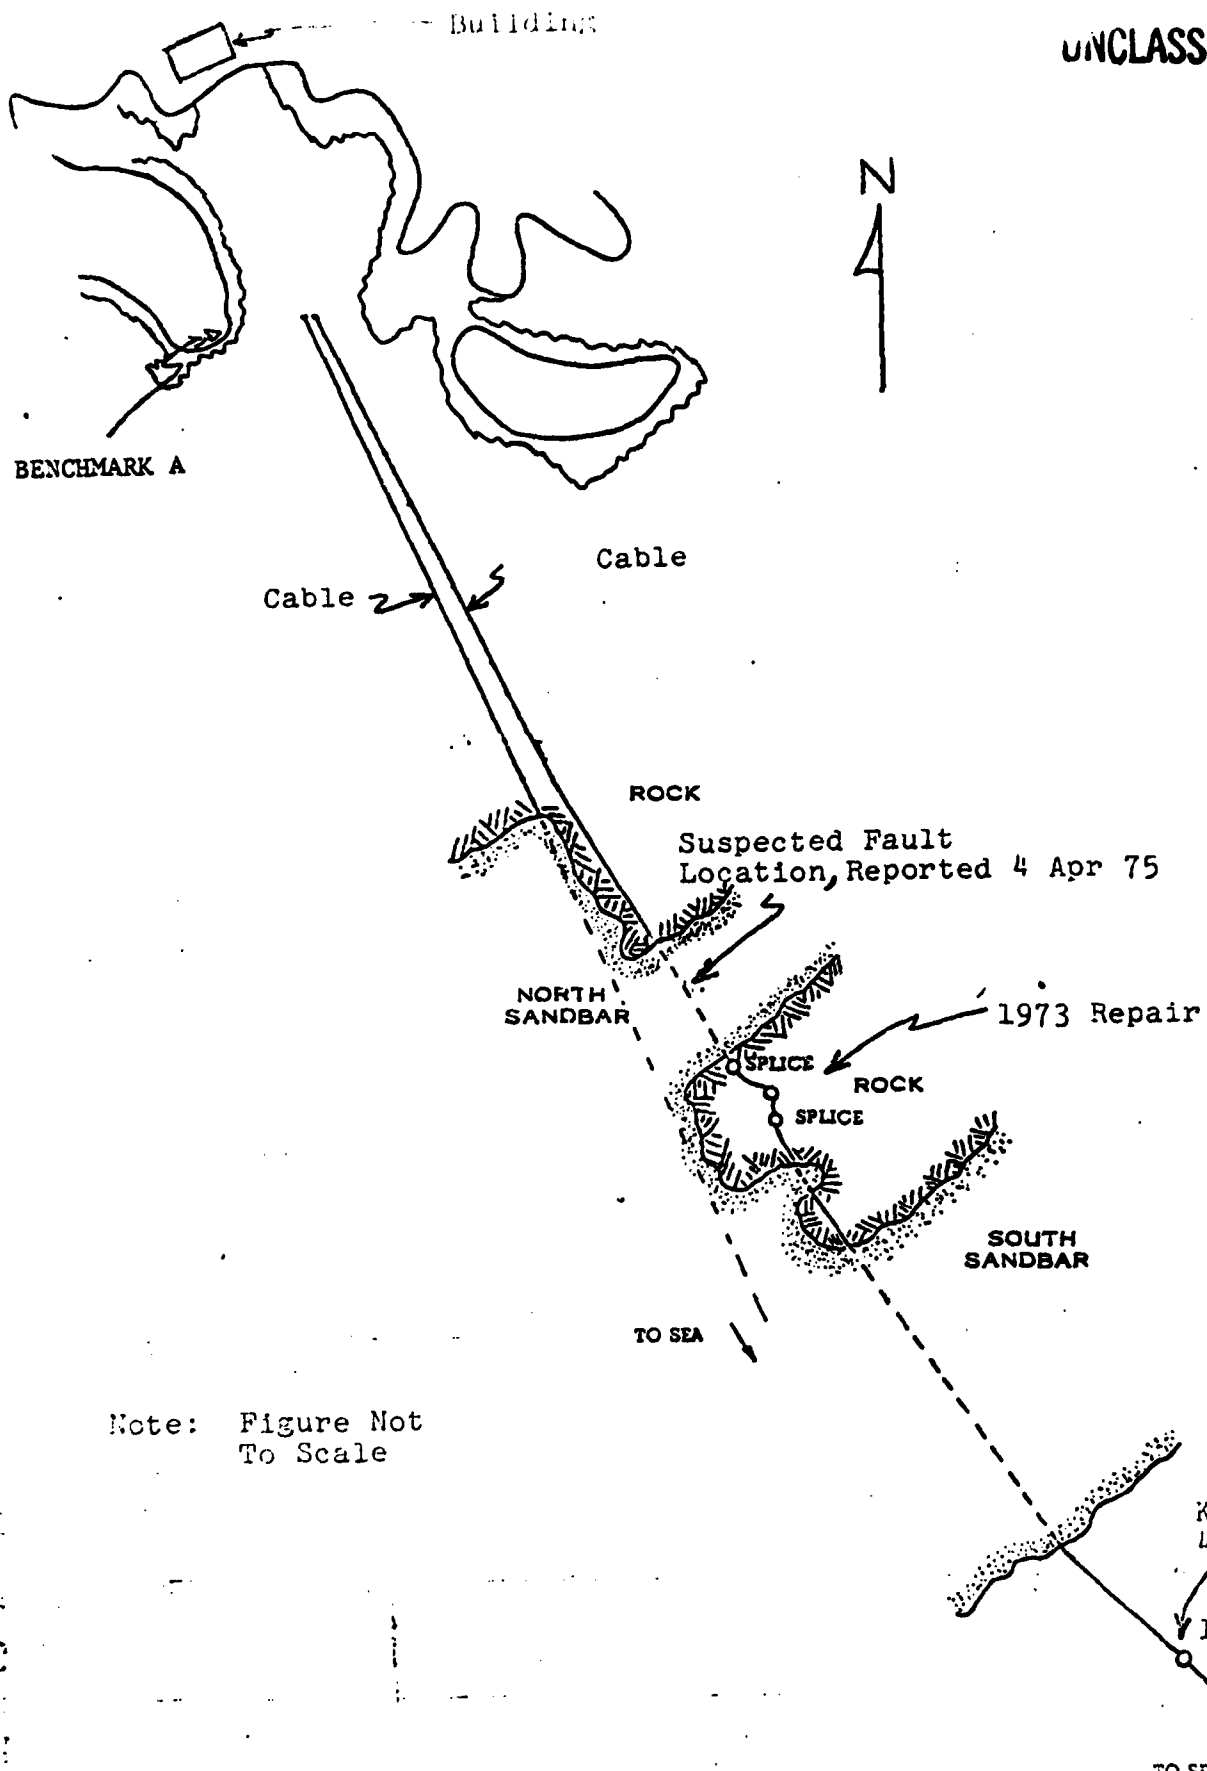 Building
N
BENCHMARK A
Cable
Cable
ROCK
Suspected Fault
Location, Reported 4 Apr 75
NORTH
SANDBAR
1973 Repair
SPLICE
ROCK
SPLICE
SOUTH
SANDBAR
TO SEA
Note: Figure Not
To Scale